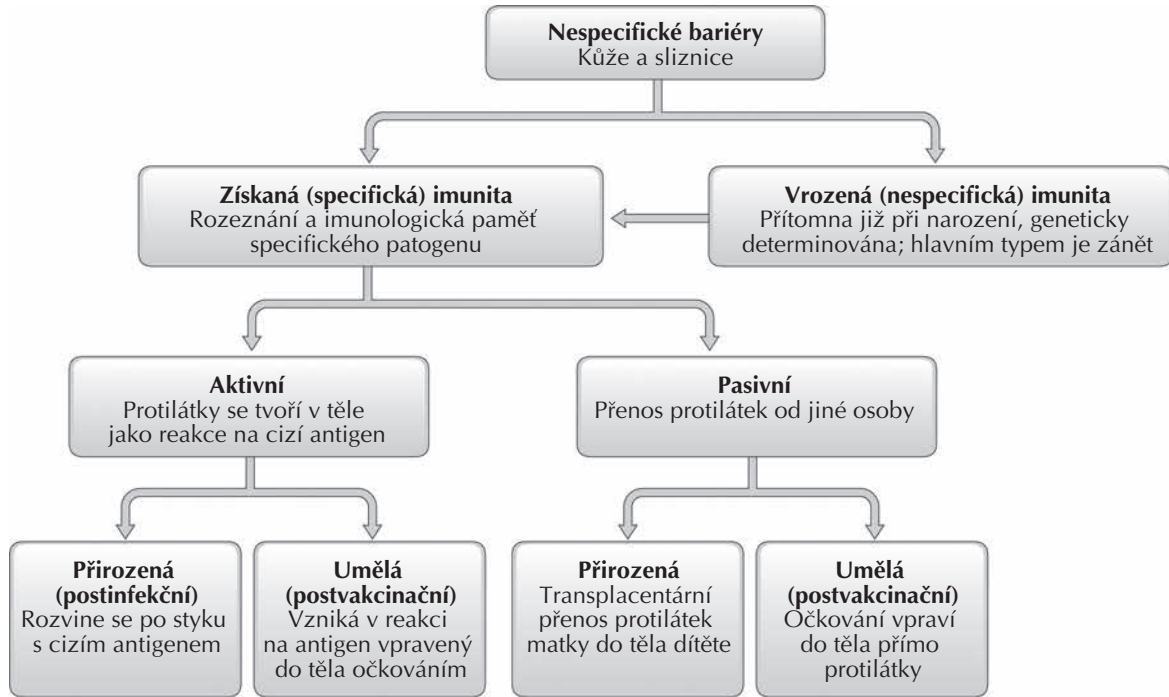 Nespecifické bariéry
Kůže a sliznice
Získaná (specifická) imunita
Rozeznání a imunologická paměť
specifického patogenu
Vrozená (nespecifická) imunita
Přítomna již při narození, geneticky
determinována; hlavním typem je zánět
Aktivní
Protilátky se tvoří v těle
jako reakce na cizí antigen
Pasivní
Přenos protilátek od jiné osoby
Přirozená
(postinfekční)
Rozvine se po styku
s cizím antigenem
Umělá
(postvakcinační)
Vzniká v reakci
na antigen vpravený
do těla očkováním
Přirozená
Transplacentární
přenos protilátek
matky do těla dítěte
Umělá
(postvakcinační)
Očkování vpraví
do těla přímo
protilátky